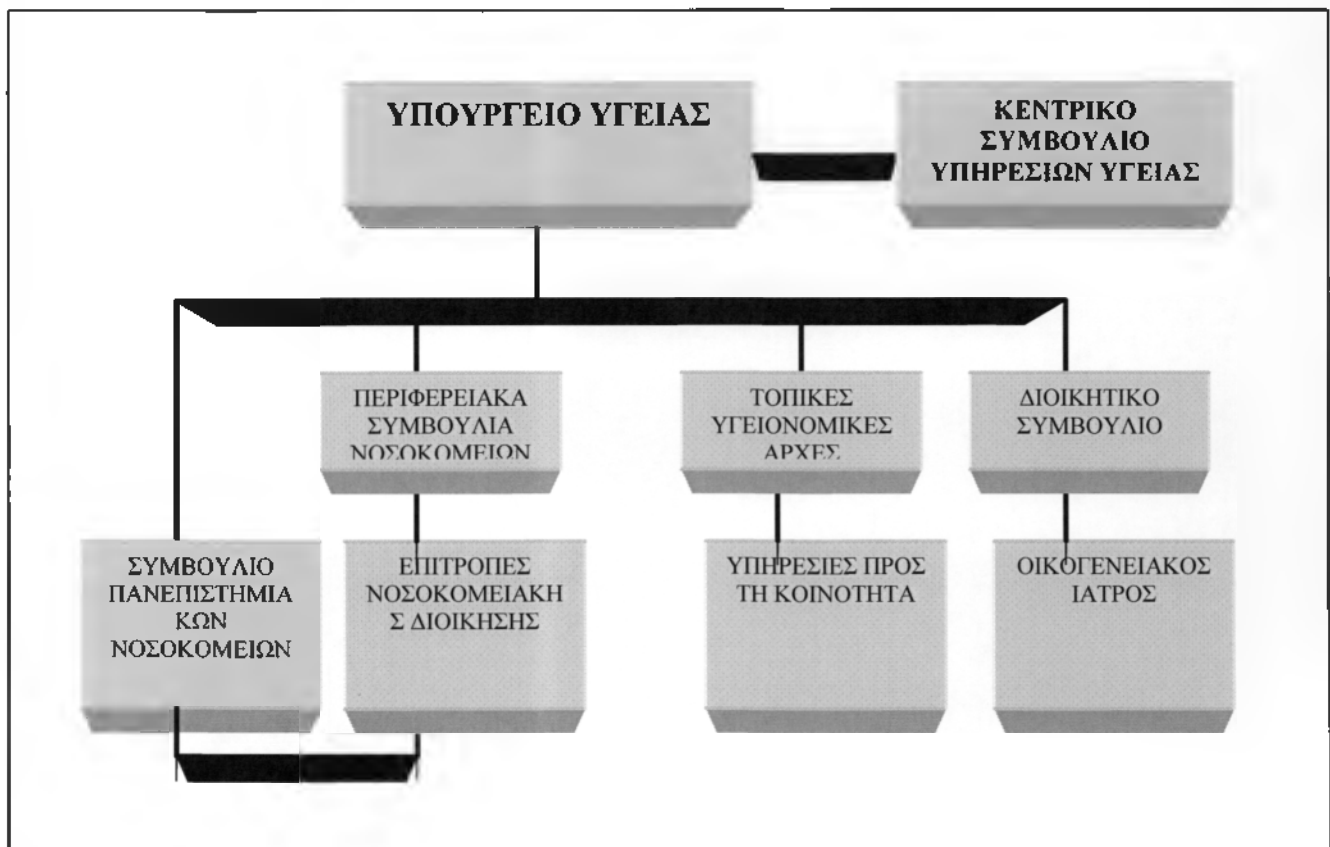 ΥΠΟΥΡΓΕΙΟ ΥΓΕΙΑΣ
ΚΕΝΤΡΙΚΟ
ΣΥΜΒΟΥΛΙΟ
ΥΠΗΡΕΣΙΩΝ ΥΓΕΙΑΣ
ΠΕΡΙΦΕΡΕΙΑΚΑ
ΣΥΜΒΟΥΛΙΑ
ΝΟΣΟΚΟΜΕΙΩΝ
ΤΟΠΙΚΕΣ
ΥΓΕΙΟΝΟΜΙΚΕΣ
ΑΡΧΕΣ
ΔΙΟΙΚΗΤΙΚΟ
ΣΥΜΒΟΥΛΙΟ
ΣΥΜΒΟΥΛΙΟ
ΠΑΝΕΠΙΣΤΗΜΙΑ
ΚΩΝ
ΝΟΣΟΚΟΜΕΙΩΝ
ΕΠΙΤΡΟΠΕΣ
ΝΟΣΟΚΟΜΕΙΑΚΗ
Σ ΔΙΟΙΚΗΣΗΣ
ΥΠΗΡΕΣΙΕΣ ΠΡΟΣ
ΤΗ ΚΟΙΝΟΤΗΤΑ
ΟΙΚΟΓΕΝΕΙΑΚΟΣ
ΙΑΤΡΟΣ